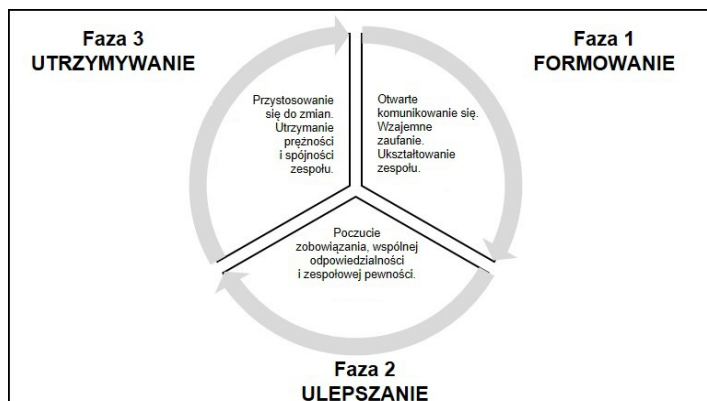 Faza 3
UTRZYMYWANIE
Faza 1
FORMOWANIE
Przystosowanie
się do zmian.
Utrzymanie
prężności
i spójności
zespołu.
Otwarte
komunikowanie się.
Wzajemne
zaufanie.
Ukształtowanie
zespołu.
Poczucie
zobowiązania, wspólnej
odpowiedzialności
i zespołowej pewności.
Faza 2
ULEPSZANIE